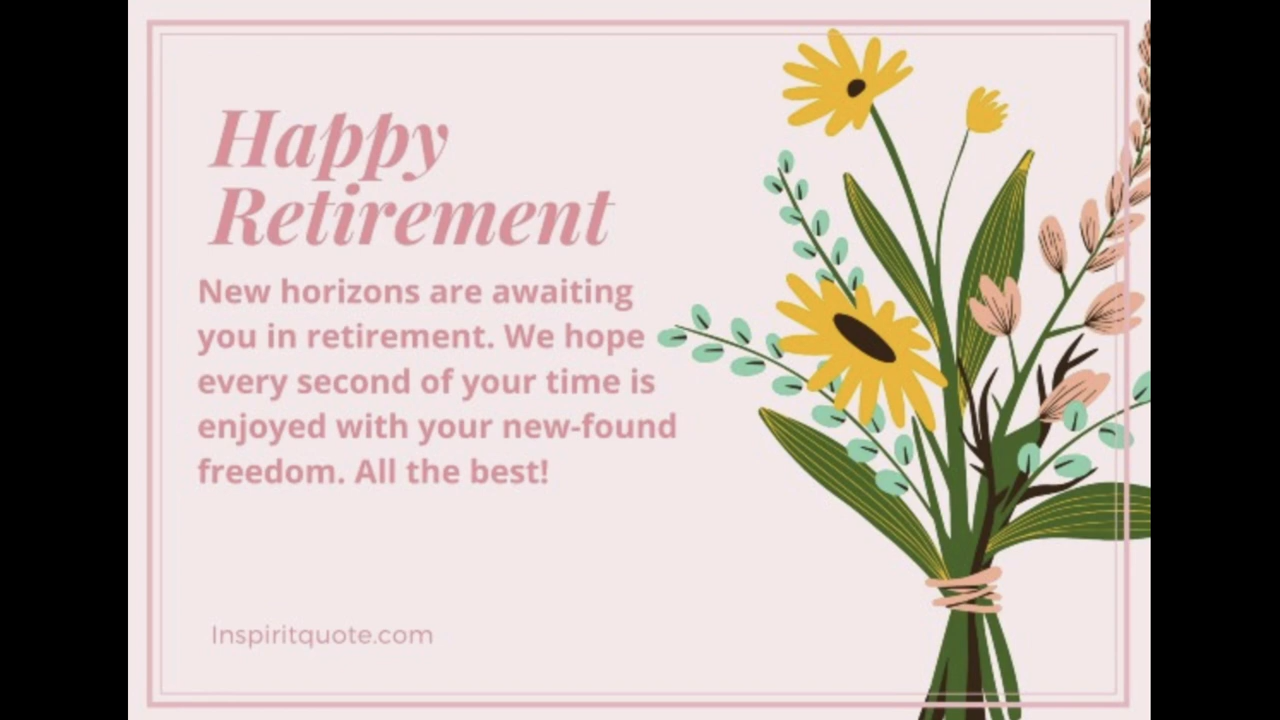 Happy
Retirement
New horizons are awaiting
you in retirement. We hope
every second of your time is
enjoyed with your new-found
freedom. All the best!
Inspiritquote.com